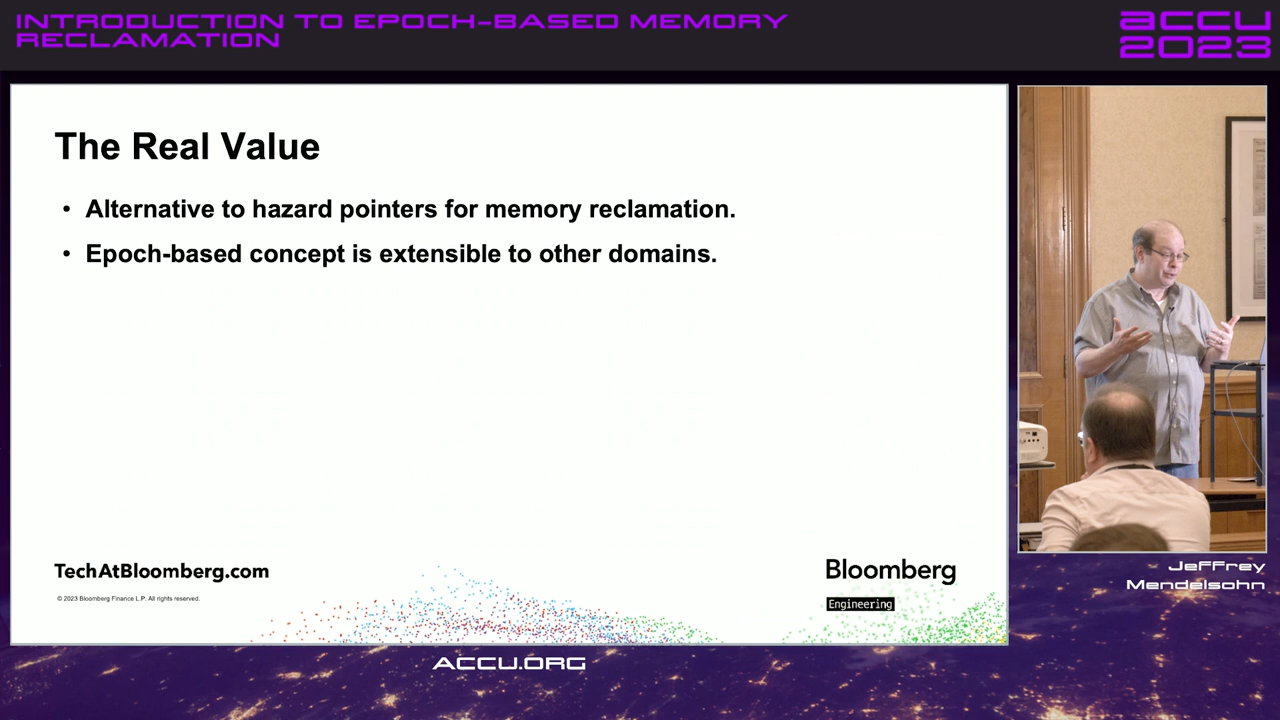 INTRODUCTION TO EPOCH-BASED MEMORY
RECLAMATION
ACCU
2023
The Real Value
• Alternative to hazard pointers for memory reclamation.
• Epoch-based concept is extensible to other domains.
TechAtBloomberg.com
© 2023 Bloomberg Finance L.P. All rights reserved.
Bloomberg
Engineering
Jeffrey
Mendelsohn
ACCU.ORG